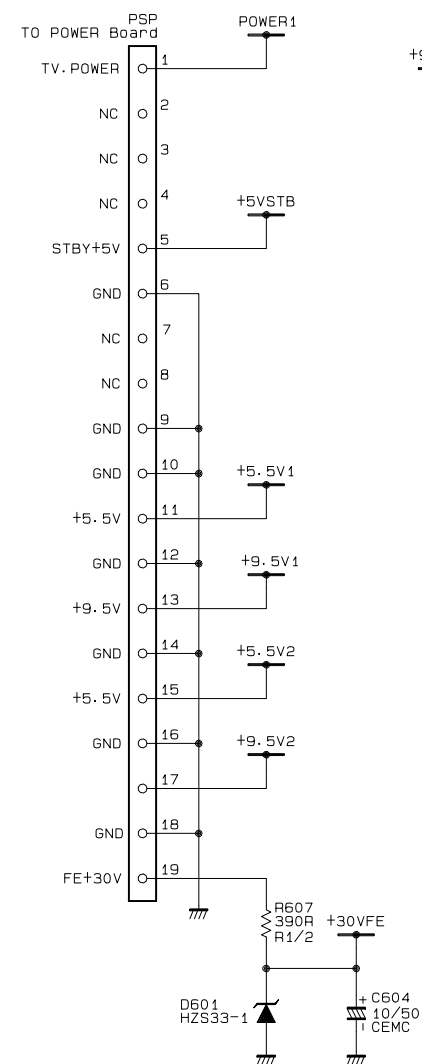 PSP
TO POWER Board
POWER1
+9
TV.POWER 1
NC 2
NC 3
NC 4
+5VSTB
STBY+5V 5
GND 6
NC 7
NC 8
GND 9
GND 10
+5.5V1
+5.5V 11
GND 12
+9.5V1
+9.5V 13
GND 14
+5.5V2
+5.5V 15
GND 16
+9.5V2
17
GND 18
FE+30V 19
R607
390R
R1/2
+30VFE
D601
HZS33-1
+ C604
10/50
CEMC